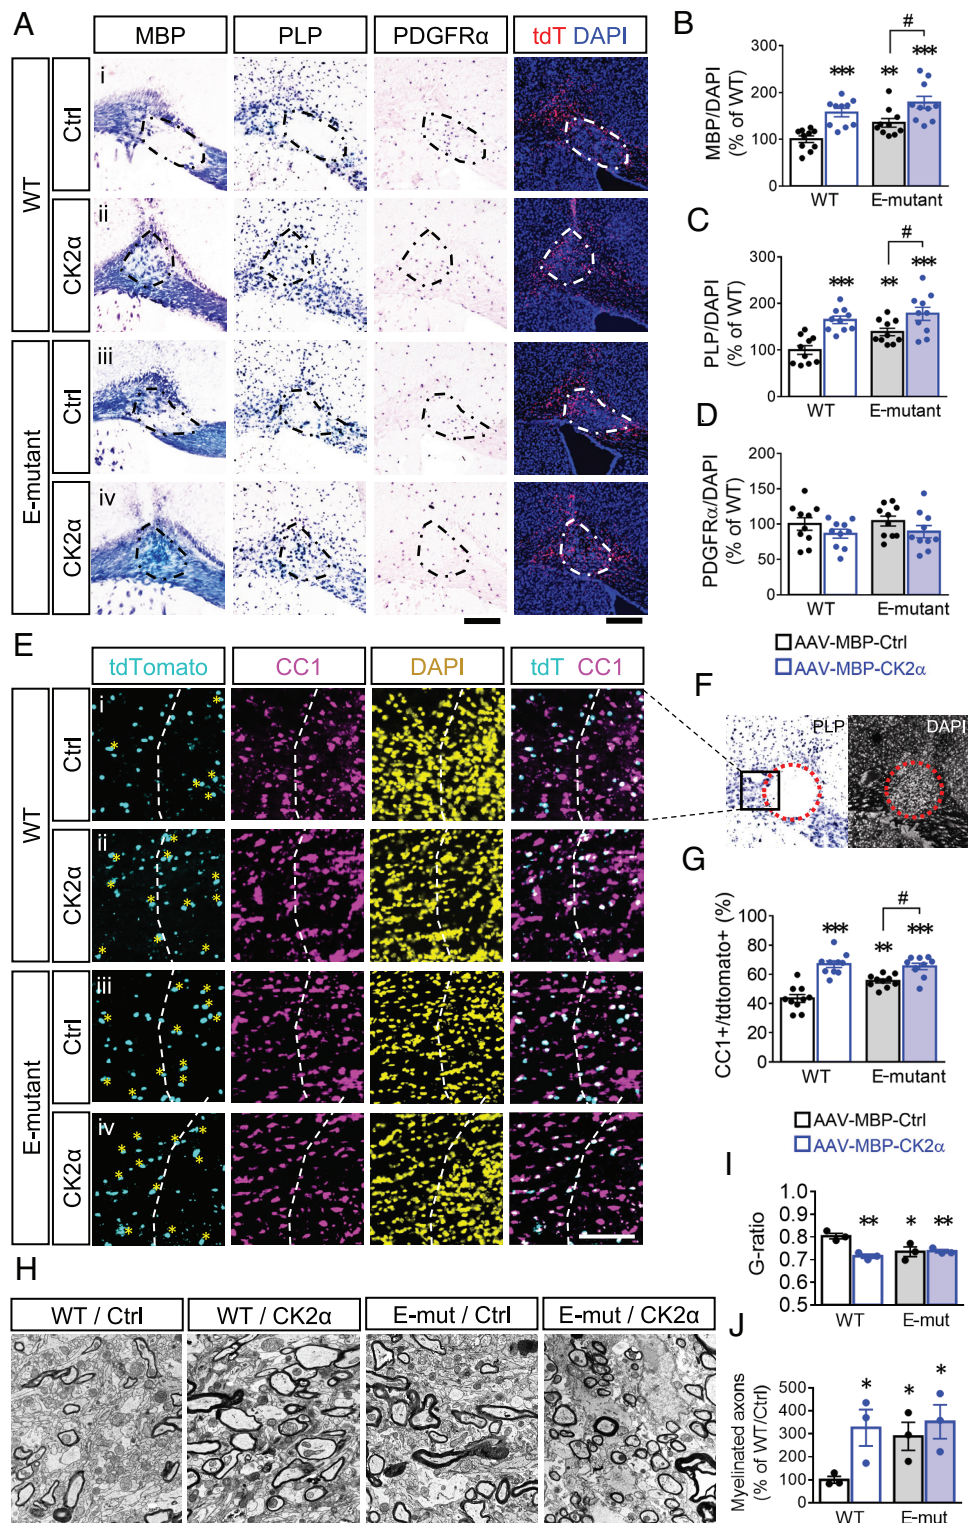 A
MBP PLP PDGFRα tdT DAPI
WT
Ctrl
i
CK2α
ii
E-mutant
Ctrl
iii
CK2α
iv
B
MBP/DAPI
(% of WT)
300
200
100
0
*** ** # ***
WT E-mutant
C
PLP/DAPI
(% of WT)
300
200
100
0
*** ** # ***
WT E-mutant
D
PDGFRα/DAPI
(% of WT)
200
150
100
50
0
WT E-mutant
AAV-MBP-Ctrl
AAV-MBP-CK2α
E
tdTomato CC1 DAPI tdT CC1
WT
Ctrl
i
CK2α
ii
E-mutant
Ctrl
iii
CK2α
iv
F
PLP DAPI
G
CC1+/tdtomato+ (%)
100
80
60
40
20
0
*** ** # ***
WT E-mutant
AAV-MBP-Ctrl
AAV-MBP-CK2α
H
WT / Ctrl WT / CK2α E-mut / Ctrl E-mut / CK2α
I
G-ratio
1.0
0.9
0.8
0.7
0.6
0.5
** * **
WT E-mut
J
Myelinated axons
(% of WT/Ctrl)
500
400
300
200
100
0
* * *
WT E-mut